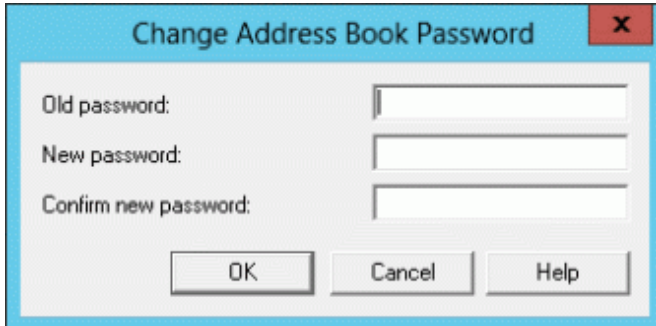 Change Address Book Password
x
Old password:
New password:
Confirm new password:
OK Cancel Help